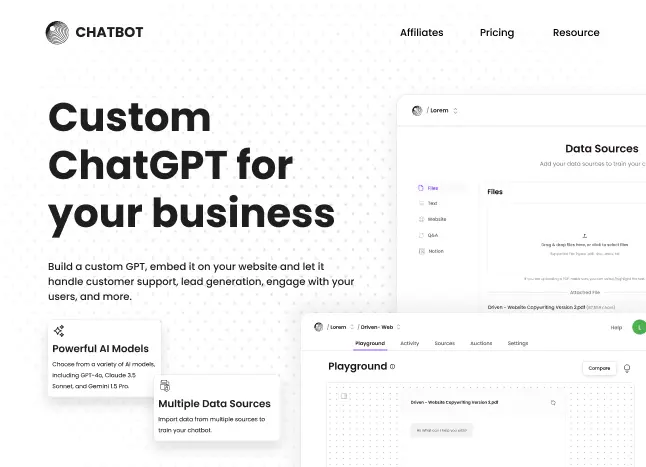 CHATBOT
Affiliates
Pricing
Resource
Custom
ChatGPT for
your business
Build a custom GPT, embed it on your website and let it
handle customer support, lead generation, engage with your
users, and more.
Powerful AI Models
Choose from a variety of AI models,
including GPT-4o, Claude 3.5
Sonnet, and Gemini 1.5 Pro.
Multiple Data Sources
Import data from multiple sources to
train your chatbot.
/ Lorem
Data Sources
Add your data sources to train your c
Files
Text
Website
Q&A
Notion
Files
Drag & drop files here, or click to select files
Attached File
Driven - Website Copywriting Version 2.pdf
/ Lorem / Driven- Web
Help
L
Playground
Activity
Sources
Auctions
Settings
Playground
Compare
Driven - Website Copywriting Version 2.pdf
Hi! What can I help you with?